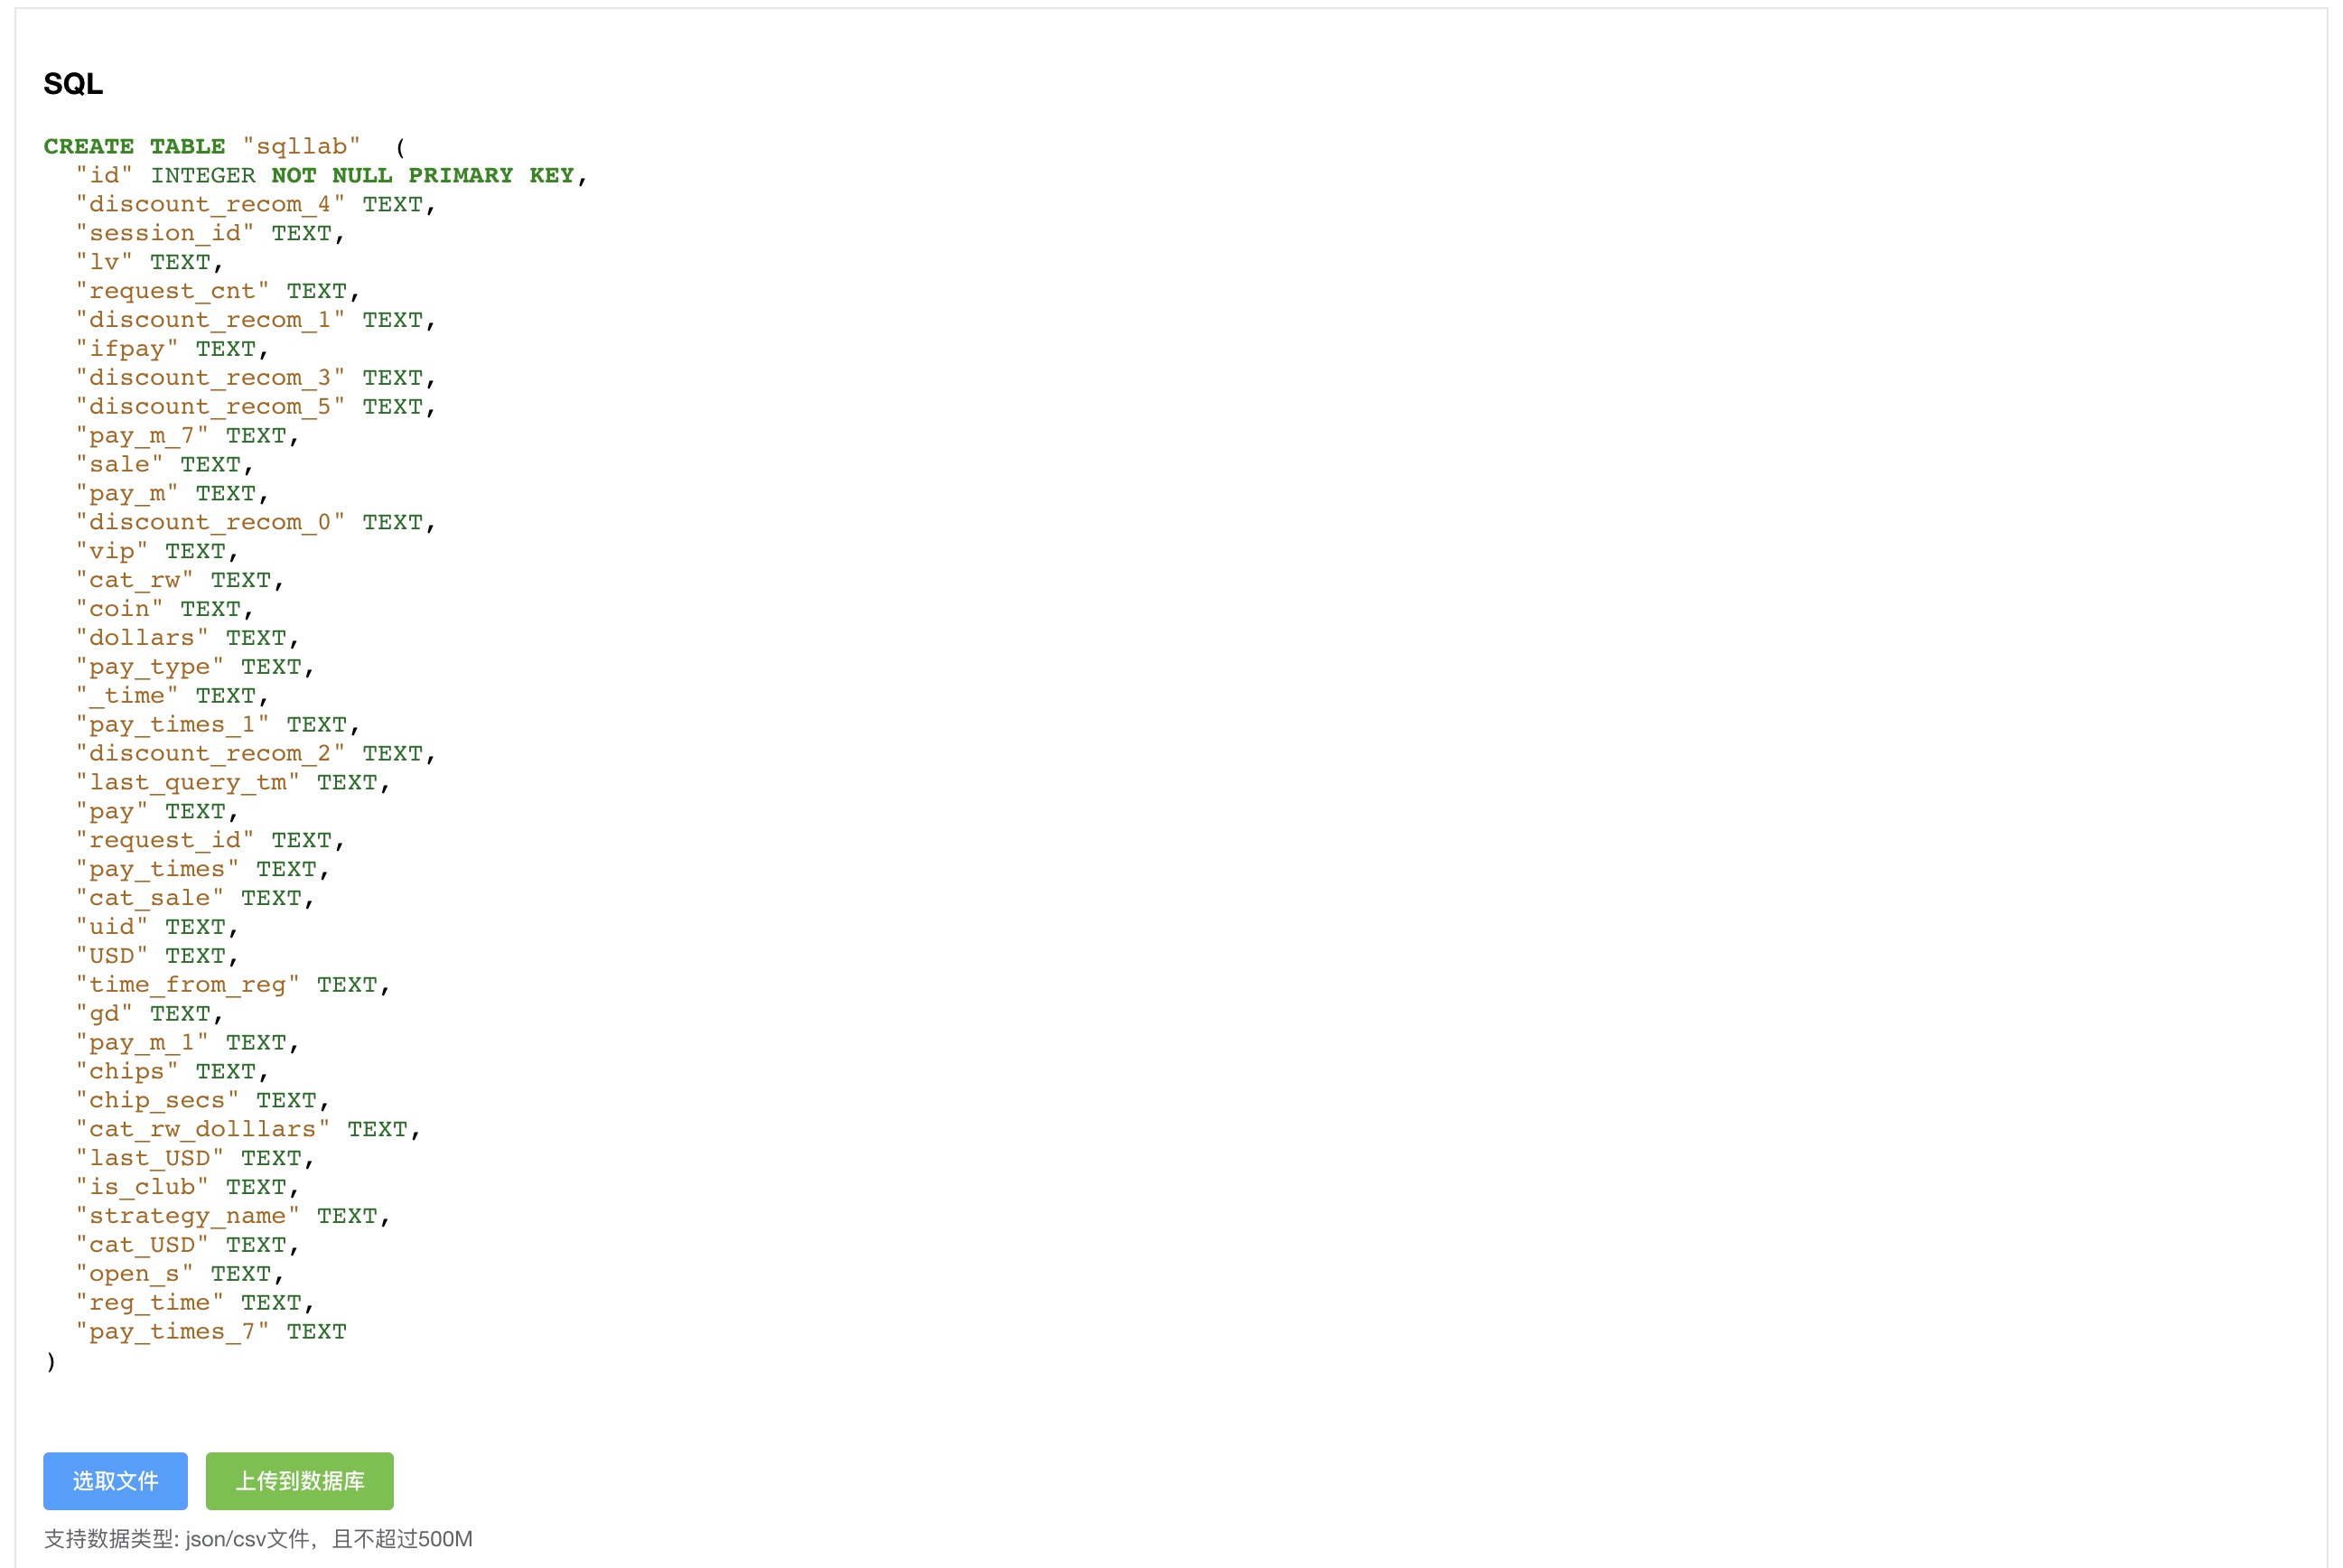 SQL
CREATE TABLE "sqllab"  (
  "id" INTEGER NOT NULL PRIMARY KEY,
  "discount_recom_4" TEXT,
  "session_id" TEXT,
  "lv" TEXT,
  "request_cnt" TEXT,
  "discount_recom_1" TEXT,
  "ifpay" TEXT,
  "discount_recom_3" TEXT,
  "discount_recom_5" TEXT,
  "pay_m_7" TEXT,
  "sale" TEXT,
  "pay_m" TEXT,
  "discount_recom_0" TEXT,
  "vip" TEXT,
  "cat_rw" TEXT,
  "coin" TEXT,
  "dollars" TEXT,
  "pay_type" TEXT,
  "_time" TEXT,
  "pay_times_1" TEXT,
  "discount_recom_2" TEXT,
  "last_query_tm" TEXT,
  "pay" TEXT,
  "request_id" TEXT,
  "pay_times" TEXT,
  "cat_sale" TEXT,
  "uid" TEXT,
  "USD" TEXT,
  "time_from_reg" TEXT,
  "gd" TEXT,
  "pay_m_1" TEXT,
  "chips" TEXT,
  "chip_secs" TEXT,
  "cat_rw_dolllars" TEXT,
  "last_USD" TEXT,
  "is_club" TEXT,
  "strategy_name" TEXT,
  "cat_USD" TEXT,
  "open_s" TEXT,
  "reg_time" TEXT,
  "pay_times_7" TEXT
)
选取文件 上传到数据库
支持数据类型: json/csv文件，且不超过500M